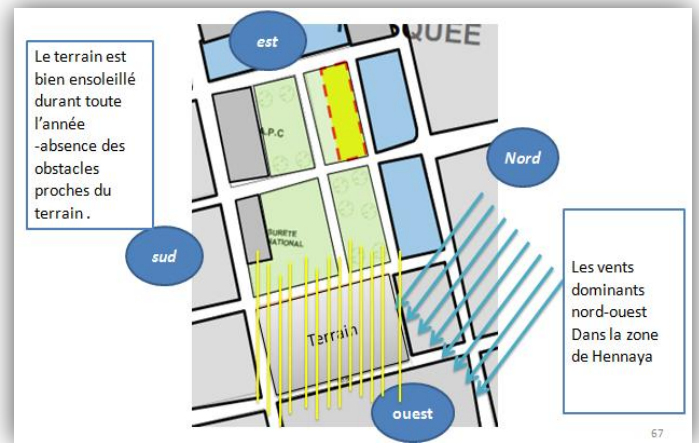 Le terrain est
bien ensoleillé
durant toute
l'année
-absence des
obstacles
proches du
terrain .
est
QUEE
A.P.C
Nord
sud
SURETE
NATIONAL
Terrain
ouest
Les vents
dominants
nord-ouest
Dans la zone
de Hennaya
67